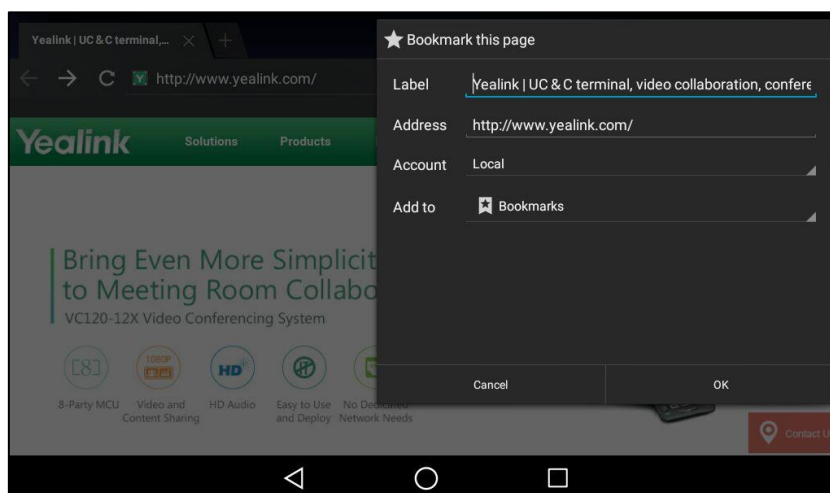 Yealink | UC & C terminal,...
http://www.yealink.com/
Yealink
Solutions
Products
Bring Even More Simplicit
to Meeting Room Collabo
VC120-12X Video Conferencing System
[8]
1080P
HD
8-Party MCU
Video and
Content Sharing
HD Audio
Easy to Use
and Deploy
No Dedicated
Network Needs
Contact U
Bookmark this page
Label
Yealink | UC & C terminal, video collaboration, confere
Address
http://www.yealink.com/
Account
Local
Add to
Bookmarks
Cancel
OK